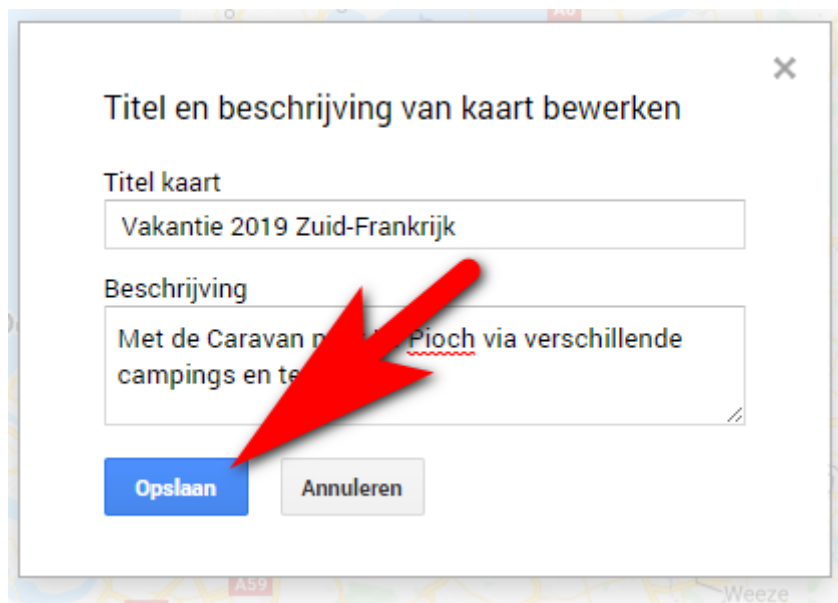 A8
×
Titel en beschrijving van kaart bewerken
Titel kaart
Vakantie 2019 Zuid-Frankrijk
Beschrijving
Met de Caravan Pioch via verschillende
campings en
Opslaan Annuleren
A59
Weeze